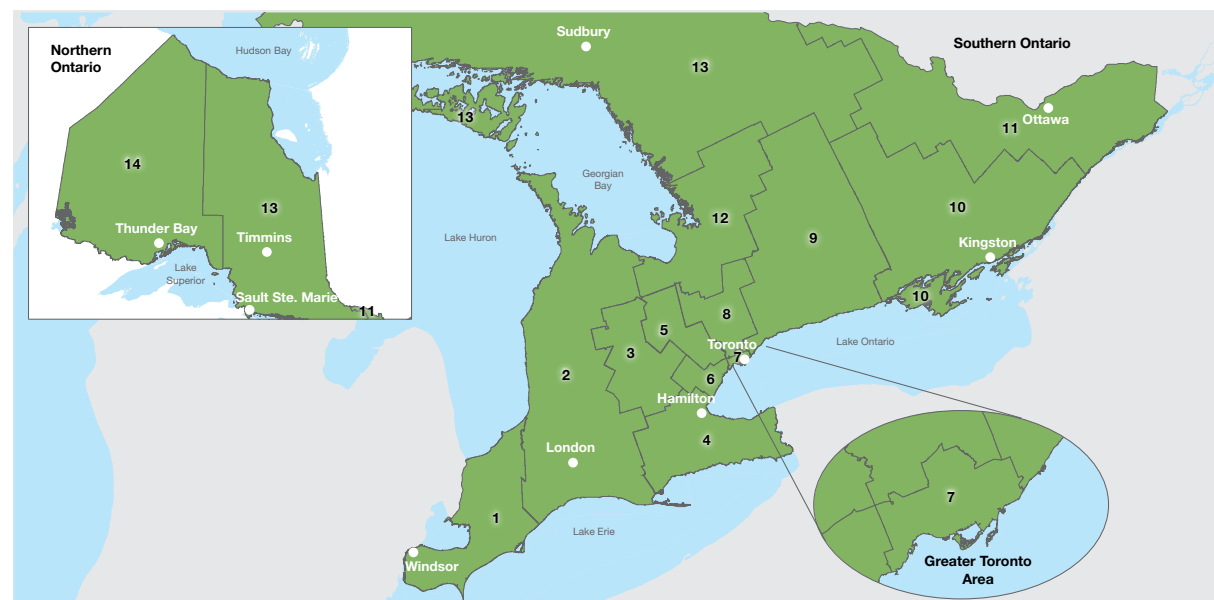 Northern
Ontario
Hudson Bay
14
13
Thunder Bay
Timmins
Lake
Superior
Sault Ste. Marie
11
Sudbury
Southern Ontario
13
13
Ottawa
11
Georgian
Bay
12
10
Lake Huron
9
Kingston
10
8
5
Toronto
Lake Ontario
3
7
2
6
Hamilton
4
London
7
1
Lake Erie
Windsor
Greater Toronto
Area